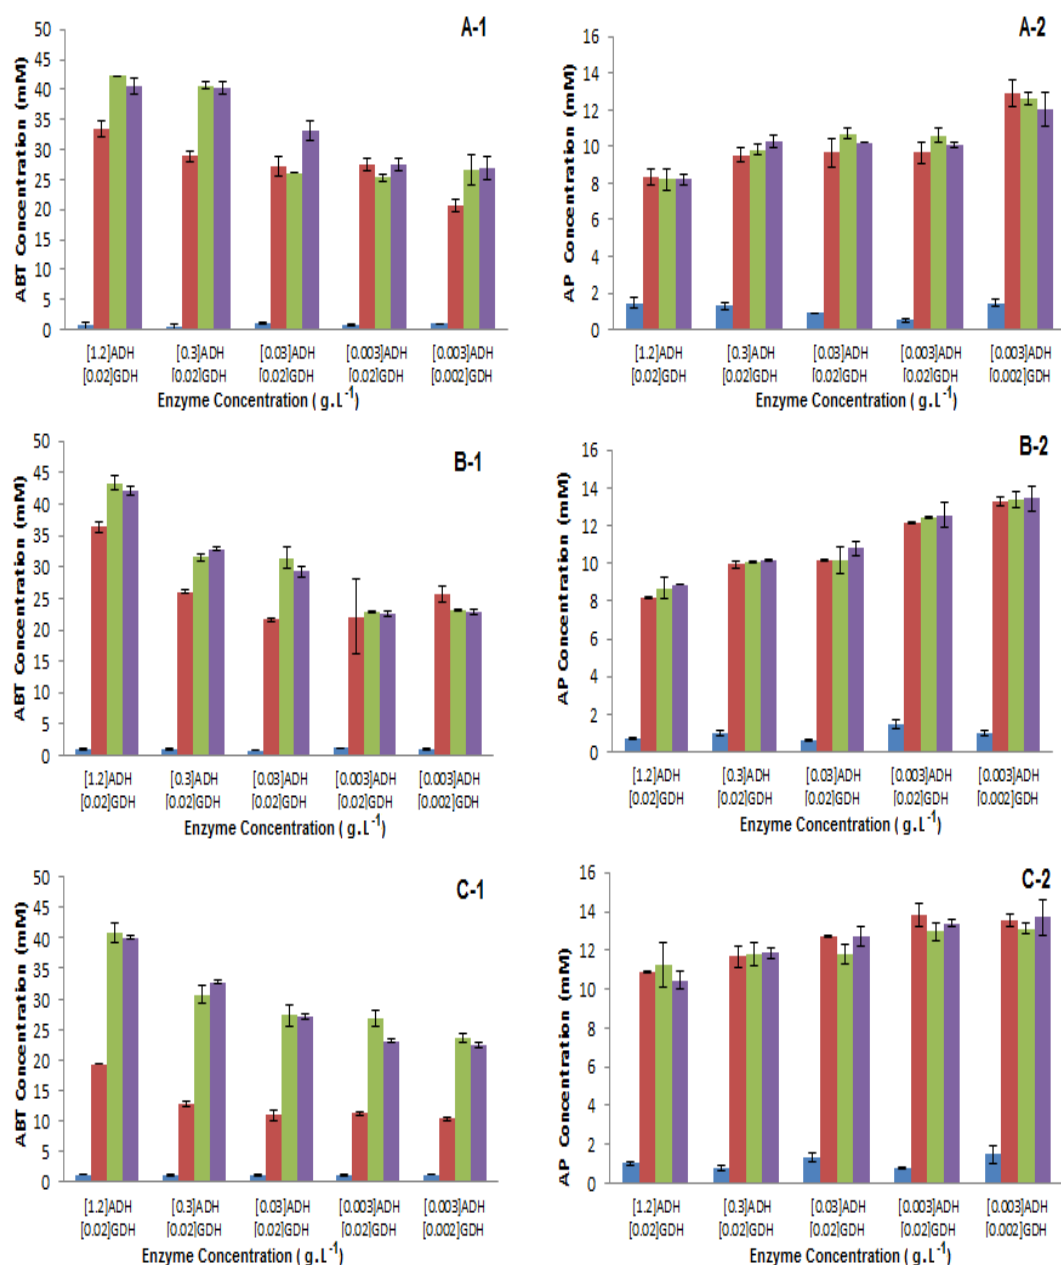 A-1
ABT Concentration (mM)
50
45
40
35
30
25
20
15
10
5
0
[1.2]ADH [0.3]ADH [0.03]ADH [0.003]ADH [0.003]ADH
[0.02]GDH [0.02]GDH [0.02]GDH [0.02]GDH [0.002]GDH
Enzyme Concentration ( g.L-1)
A-2
AP Concentration (mM)
16
14
12
10
8
6
4
2
0
[1.2]ADH [0.3]ADH [0.03]ADH [0.003]ADH [0.003]ADH
[0.02]GDH [0.02]GDH [0.02]GDH [0.02]GDH [0.002]GDH
Enzyme Concentration ( g.L-1)
B-1
ABT Concentration (mM)
50
45
40
35
30
25
20
15
10
5
0
[1.2]ADH [0.3]ADH [0.03]ADH [0.003]ADH [0.003]ADH
[0.02]GDH [0.02]GDH [0.02]GDH [0.02]GDH [0.002]GDH
Enzyme Concentration ( g.L-1)
B-2
AP Concentration (mM)
16
14
12
10
8
6
4
2
0
[1.2]ADH [0.3]ADH [0.03]ADH [0.003]ADH [0.003]ADH
[0.02]GDH [0.02]GDH [0.02]GDH [0.02]GDH [0.002]GDH
Enzyme Concentration ( g.L-1)
C-1
ABT Concentration (mM)
50
45
40
35
30
25
20
15
10
5
0
[1.2]ADH [0.3]ADH [0.03]ADH [0.003]ADH [0.003]ADH
[0.02]GDH [0.02]GDH [0.02]GDH [0.02]GDH [0.002]GDH
Enzyme Concentration ( g.L-1)
C-2
AP Concentration (mM)
16
14
12
10
8
6
4
2
0
[1.2]ADH [0.3]ADH [0.03]ADH [0.003]ADH [0.003]ADH
[0.02]GDH [0.02]GDH [0.02]GDH [0.02]GDH [0.002]GDH
Enzyme Concentration ( g.L-1)